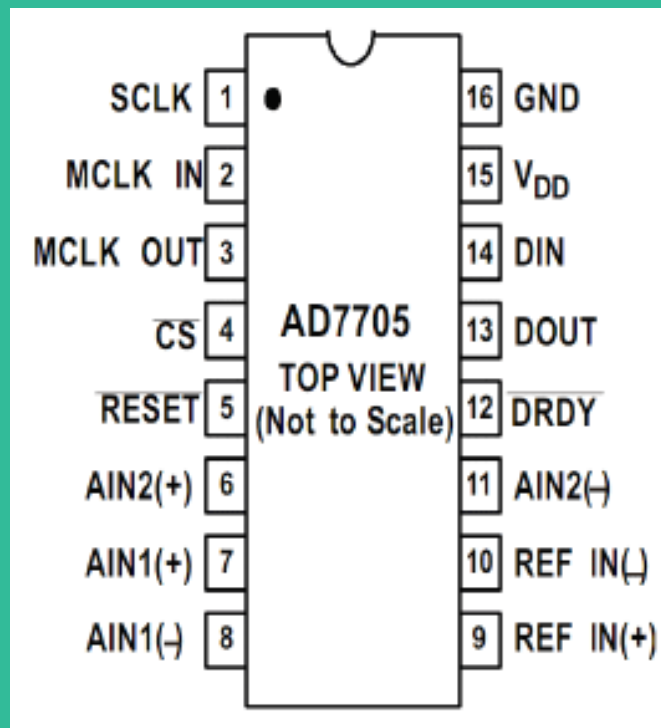 SCLK 1 16 GND
MCLK IN 2 15 VDD
MCLK OUT 3 14 DIN
CS 4 13 DOUT
AD7705
TOP VIEW
(Not to Scale)
RESET 5 12 DRDY
AIN2(+) 6 11 AIN2(–)
AIN1(+) 7 10 REF IN(–)
AIN1(–) 8 9 REF IN(+)